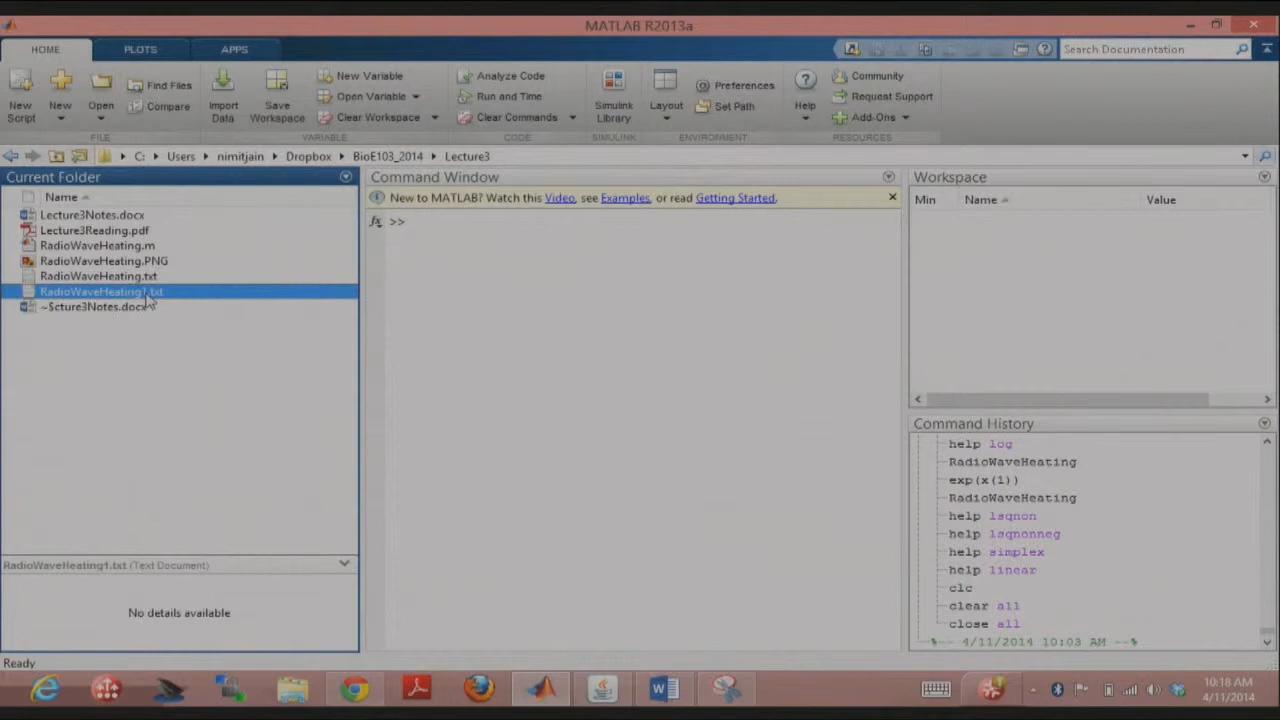 MATLAB R2013a
HOME PLOTS APPS Search Documentation
New Script New Open Find Files Compare Import Data Save Workspace New Variable Open Variable Clear Workspace Analyze Code Run and Time Clear Commands Simulink Library Layout Preferences Set Path Help Community Request Support Add-Ons
FILE VARIABLE CODE SIMULINK ENVIRONMENT RESOURCES
C: Users nimitjain Dropbox BioE103_2014 Lecture3
Current Folder
Name
Lecture3Notes.docx
Lecture3Reading.pdf
RadioWaveHeating.m
RadioWaveHeating.PNG
RadioWaveHeating.txt
RadioWaveHeating1.txt
~$cture3Notes.docx
RadioWaveHeating1.txt (Text Document)
No details available
Command Window
New to MATLAB? Watch this Video, see Examples, or read Getting Started.
fx >>
Workspace
Min Name Value
Command History
help log
RadioWaveHeating
exp(x(1))
RadioWaveHeating
help lsqnon
help lsqnonneg
help simplex
help linear
clc
clear all
close all
%-- 4/11/2014 10:03 AM --%
Ready
10:18 AM
4/11/2014